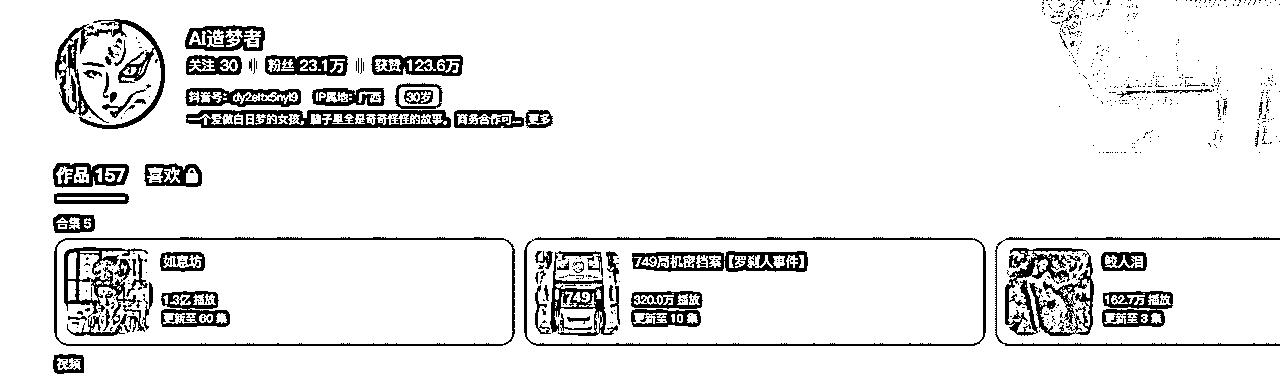 AI造梦者
关注 30 粉丝 23.1万 获赞 123.6万
IP属地：广西 30岁
一个爱做白日梦的女孩，脑子里全是奇奇怪怪的故事。商务合作可... 更多
作品 157 喜欢
合集 5
如意坊
1.3亿 播放
更新至 60 集
749
749局机密档案【罗刹人事件】
320.0万 播放
更新至 10 集
鲛人泪
162.7万 播放
更新至 3 集
视频